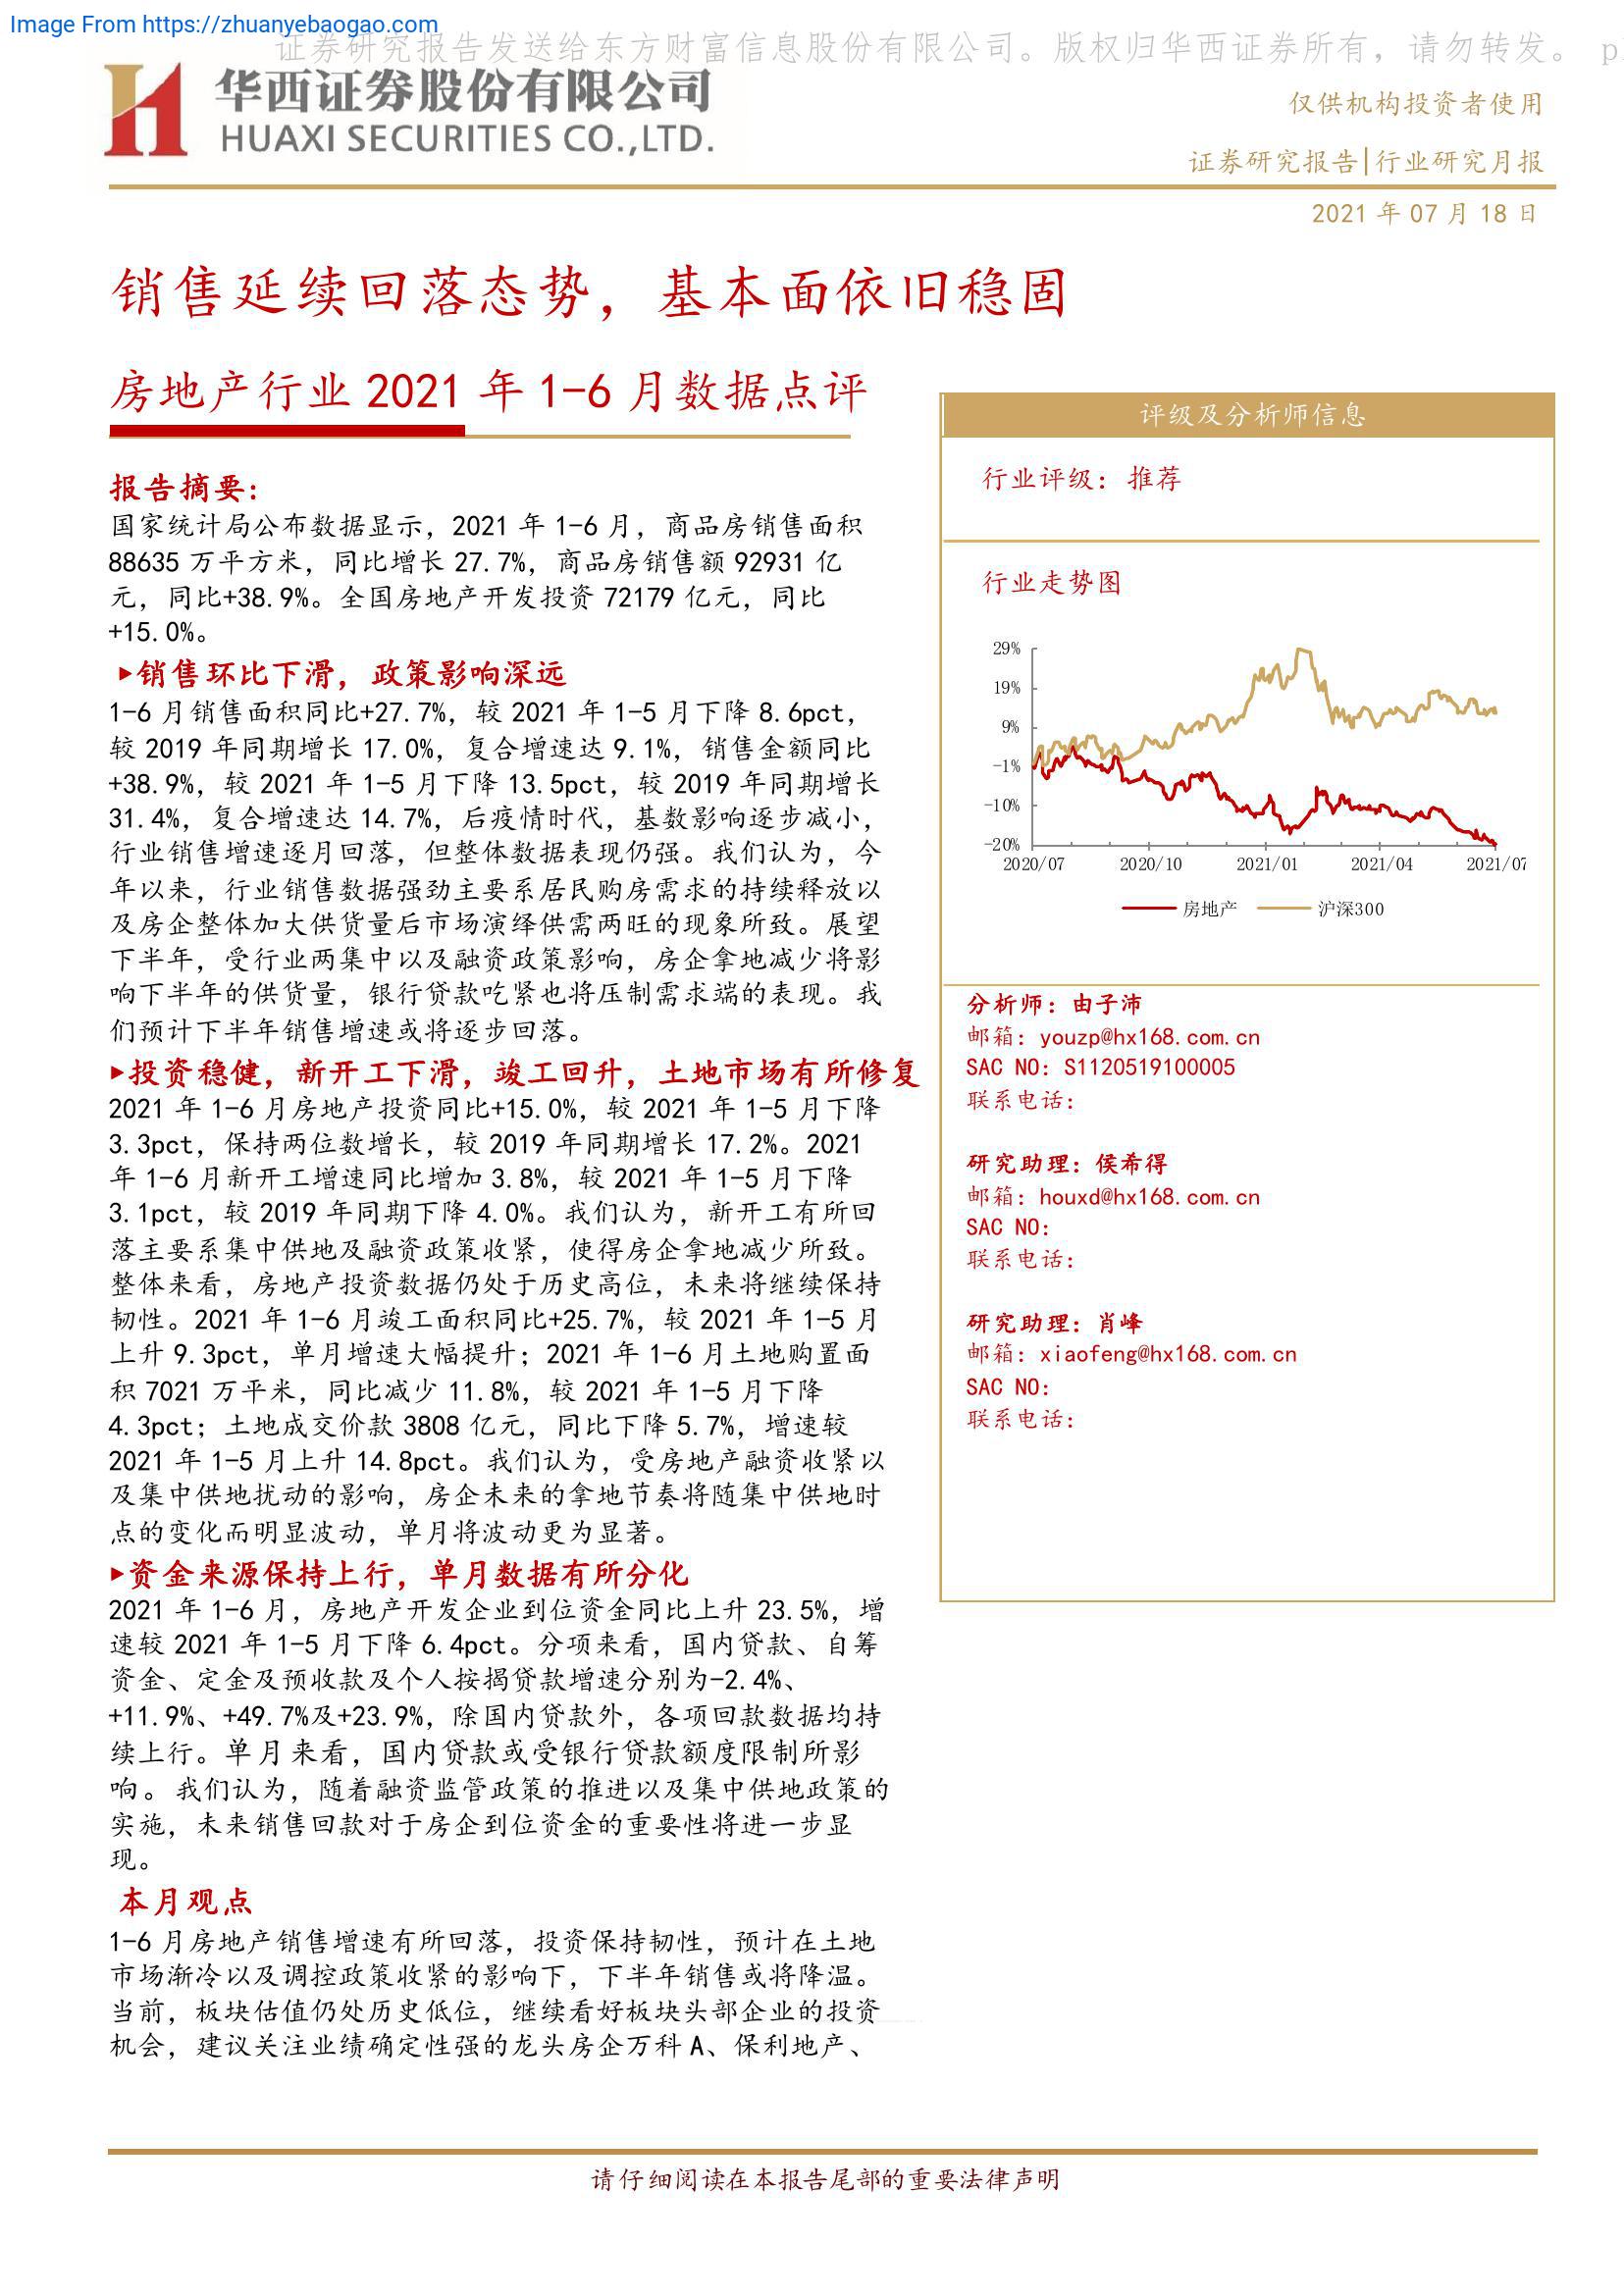 Image From https://zhuanyebaogao.com
证券研究报告发送给东方财富信息股份有限公司。版权归华西证券所有，请勿转发。 p
华西证券股份有限公司
HUAXI SECURITIES CO.,LTD.
仅供机构投资者使用
证券研究报告|行业研究月报
2021 年 07 月 18 日
销售延续回落态势，基本面依旧稳固
房地产行业 2021 年 1-6 月数据点评
报告摘要:
国家统计局公布数据显示，2021 年 1-6 月，商品房销售面积
88635 万平方米，同比增长 27.7%，商品房销售额 92931 亿
元，同比+38.9%。全国房地产开发投资 72179 亿元，同比
+15.0%。
▸销售环比下滑，政策影响深远
1-6 月销售面积同比+27.7%，较 2021 年 1-5 月下降 8.6pct，
较 2019 年同期增长 17.0%，复合增速达 9.1%，销售金额同比
+38.9%，较 2021 年 1-5 月下降 13.5pct，较 2019 年同期增长
31.4%，复合增速达 14.7%，后疫情时代，基数影响逐步减小，
行业销售增速逐月回落，但整体数据表现仍强。我们认为，今
年以来，行业销售数据强劲主要系居民购房需求的持续释放以
及房企整体加大供货量后市场演绎供需两旺的现象所致。展望
下半年，受行业两集中以及融资政策影响，房企拿地减少将影
响下半年的供货量，银行贷款吃紧也将压制需求端的表现。我
们预计下半年销售增速或将逐步回落。
▸投资稳健，新开工下滑，竣工回升，土地市场有所修复
2021 年 1-6 月房地产投资同比+15.0%，较 2021 年 1-5 月下降
3.3pct，保持两位数增长，较 2019 年同期增长 17.2%。2021
年 1-6 月新开工增速同比增加 3.8%，较 2021 年 1-5 月下降
3.1pct，较 2019 年同期下降 4.0%。我们认为，新开工有所回
落主要系集中供地及融资政策收紧，使得房企拿地减少所致。
整体来看，房地产投资数据仍处于历史高位，未来将继续保持
韧性。2021 年 1-6 月竣工面积同比+25.7%，较 2021 年 1-5 月
上升 9.3pct，单月增速大幅提升；2021 年 1-6 月土地购置面
积 7021 万平米，同比减少 11.8%，较 2021 年 1-5 月下降
4.3pct；土地成交价款 3808 亿元，同比下降 5.7%，增速较
2021 年 1-5 月上升 14.8pct。我们认为，受房地产融资收紧以
及集中供地扰动的影响，房企未来的拿地节奏将随集中供地时
点的变化而明显波动，单月将波动更为显著。
▸资金来源保持上行，单月数据有所分化
2021 年 1-6 月，房地产开发企业到位资金同比上升 23.5%，增
速较 2021 年 1-5 月下降 6.4pct。分项来看，国内贷款、自筹
资金、定金及预收款及个人按揭贷款增速分别为-2.4%、
+11.9%、+49.7%及+23.9%，除国内贷款外，各项回款数据均持
续上行。单月来看，国内贷款或受银行贷款额度限制所影
响。我们认为，随着融资监管政策的推进以及集中供地政策的
实施，未来销售回款对于房企到位资金的重要性将进一步显
现。
本月观点
1-6 月房地产销售增速有所回落，投资保持韧性，预计在土地
市场渐冷以及调控政策收紧的影响下，下半年销售或将降温。
当前，板块估值仍处历史低位，继续看好板块头部企业的投资
机会，建议关注业绩确定性强的龙头房企万科 A、保利地产、
评级及分析师信息
行业评级：推荐
行业走势图
29%
19%
9%
-1%
-10%
-20%
2020/07 2020/10 2021/01 2021/04 2021/07
房地产 沪深300
分析师：由子沛
邮箱：youzp@hx168.com.cn
SAC NO：S1120519100005
联系电话：
研究助理：侯希得
邮箱：houxd@hx168.com.cn
SAC NO：
联系电话：
研究助理：肖峰
邮箱：xiaofeng@hx168.com.cn
SAC NO：
联系电话：
请仔细阅读在本报告尾部的重要法律声明